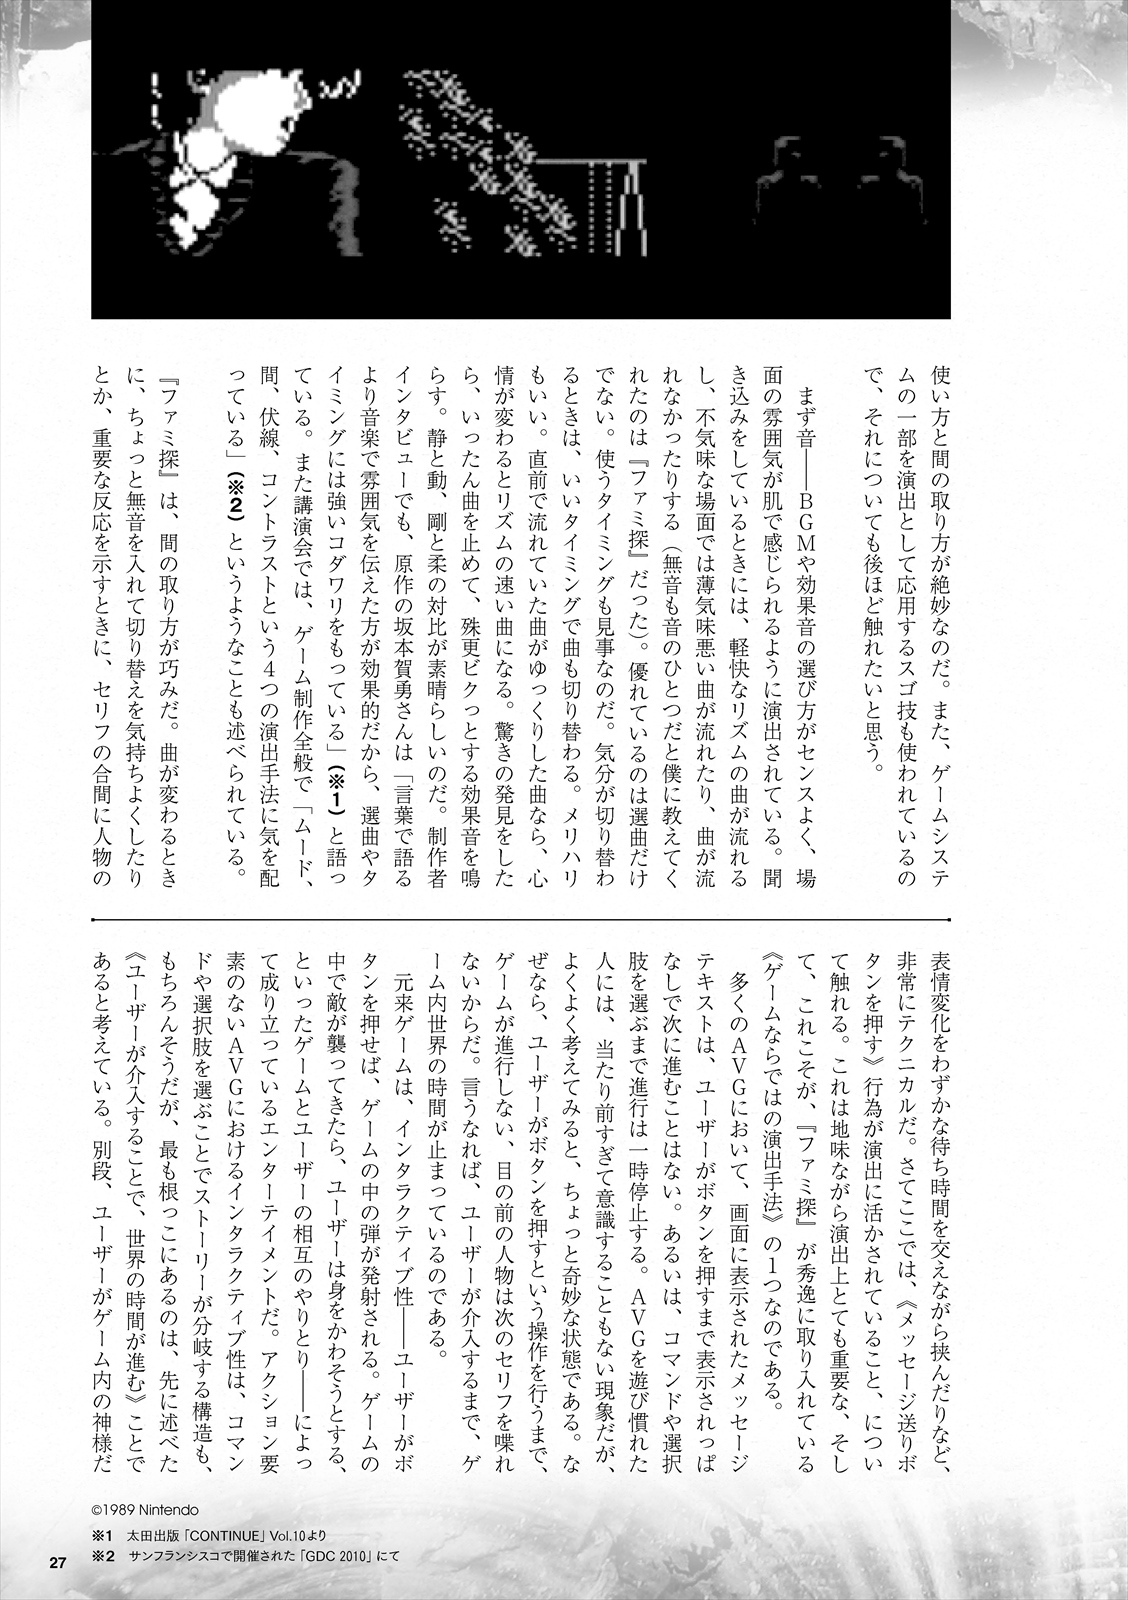 使い方と間の取り方が絶妙なのだ。また、ゲームシステ
ムの一部を演出として応用するスゴ技も使われているの
で、それについても後ほど触れたいと思う。
まず音――BGMや効果音の選び方がセンスよく、場
面の雰囲気が肌で感じられるように演出されている。聞
き込みをしているときには、軽快なリズムの曲が流れる
し、不気味な場面では薄気味悪い曲が流れたり、曲が流
れなかったりする（無音も音のひとつだと僕に教えてく
れたのは『ファミ探』だった）。優れているのは選曲だけ
でない。使うタイミングも見事なのだ。気分が切り替わ
るときは、いいタイミングで曲も切り替わる。メリハリ
もいい。直前で流れていた曲がゆっくりした曲なら、心
情が変わるとリズムの速い曲になる。驚きの発見をした
ら、いったん曲を止めて、殊更ビクっとする効果音を鳴
らす。静と動、剛と柔の対比が素晴らしいのだ。制作者
インタビューでも、原作の坂本賀勇さんは「言葉で語る
より音楽で雰囲気を伝えた方が効果的だから、選曲やタ
イミングには強いコダワリをもっている」（※1）と語っ
ている。また講演会では、ゲーム制作全般で「ムード、
間、伏線、コントラストという4つの演出手法に気を配
っている」（※2）というようなことも述べられている。
『ファミ探』は、間の取り方が巧みだ。曲が変わるとき
に、ちょっと無音を入れて切り替えを気持ちよくしたり
とか、重要な反応を示すときに、セリフの合間に人物の
表情変化をわずかな待ち時間を交えながら挟んだりなど、
非常にテクニカルだ。さてここでは、《メッセージ送りボ
タンを押す》行為が演出に活かされていること、につい
て触れる。これは地味ながら演出上とても重要な、そし
て、これこそが、『ファミ探』が秀逸に取り入れている
《ゲームならではの演出手法》の1つなのである。
多くのAVGにおいて、画面に表示されたメッセージ
テキストは、ユーザーがボタンを押すまで表示されっぱ
なしで次に進むことはない。あるいは、コマンドや選択
肢を選ぶまで進行は一時停止する。AVGを遊び慣れた
人には、当たり前すぎて意識することもない現象だが、
よくよく考えてみると、ちょっと奇妙な状態である。な
ぜなら、ユーザーがボタンを押すという操作を行うまで、
ゲームが進行しない、目の前の人物は次のセリフを喋れ
ないからだ。言うなれば、ユーザーが介入するまで、ゲ
ーム内世界の時間が止まっているのである。
元来ゲームは、インタラクティブ性――ユーザーがボ
タンを押せば、ゲームの中の弾が発射される。ゲームの
中で敵が襲ってきたら、ユーザーは身をかわそうとする、
といったゲームとユーザーの相互のやりとり――によっ
て成り立っているエンターテイメントだ。アクション要
素のないAVGにおけるインタラクティブ性は、コマン
ドや選択肢を選ぶことでストーリーが分岐する構造も、
もちろんそうだが、最も根っこにあるのは、先に述べた
《ユーザーが介入することで、世界の時間が進む》ことで
あると考えている。別段、ユーザーがゲーム内の神様だ
©1989 Nintendo
※1 太田出版「CONTINUE」Vol.10より
※2 サンフランシスコで開催された「GDC 2010」にて
27